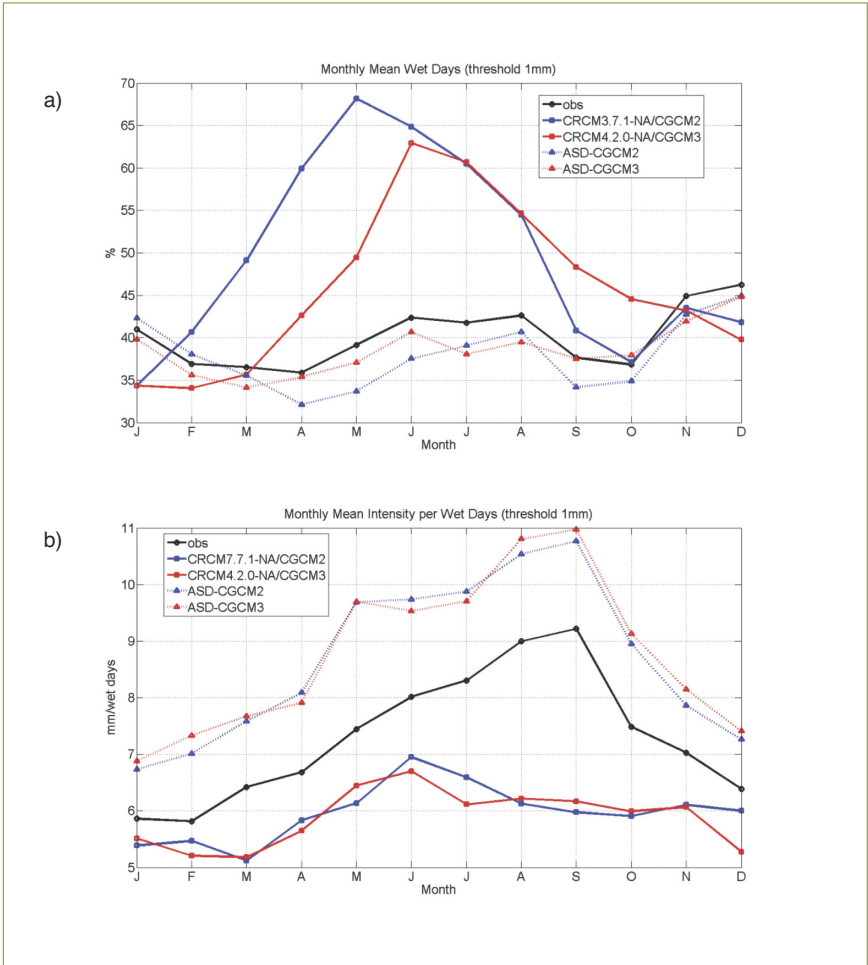 a)
Monthly Mean Wet Days (threshold 1mm)
70
65
60
55
50
45
40
35
30
%
obs
CRCM3.7.1-NA/CGCM2
CRCM4.2.0-NA/CGCM3
ASD-CGCM2
ASD-CGCM3
J F M A M J J A S O N D
Month
b)
Monthly Mean Intensity per Wet Days (threshold 1mm)
11
10
9
8
7
6
5
mm/wet days
obs
CRCM7.7.1-NA/CGCM2
CRCM4.2.0-NA/CGCM3
ASD-CGCM2
ASD-CGCM3
J F M A M J J A S O N D
Month